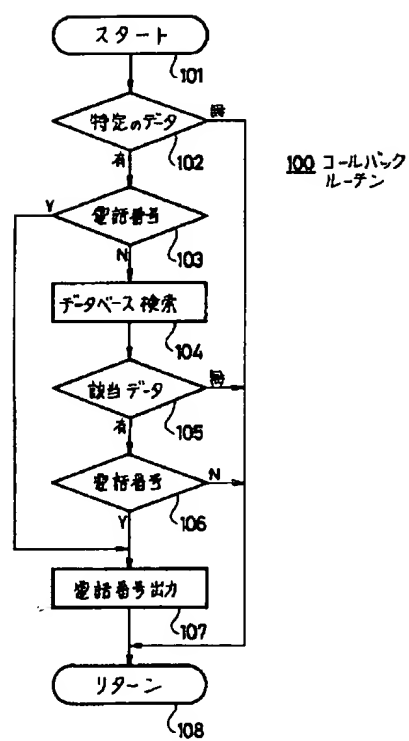 スタート
101
特定のデータ
無
102
有
100 コールバック
ルーチン
Y
電話番号
103
N
データベース検索
104
該当データ
無
105
有
電話番号
N
106
Y
電話番号出力
107
リターン
108